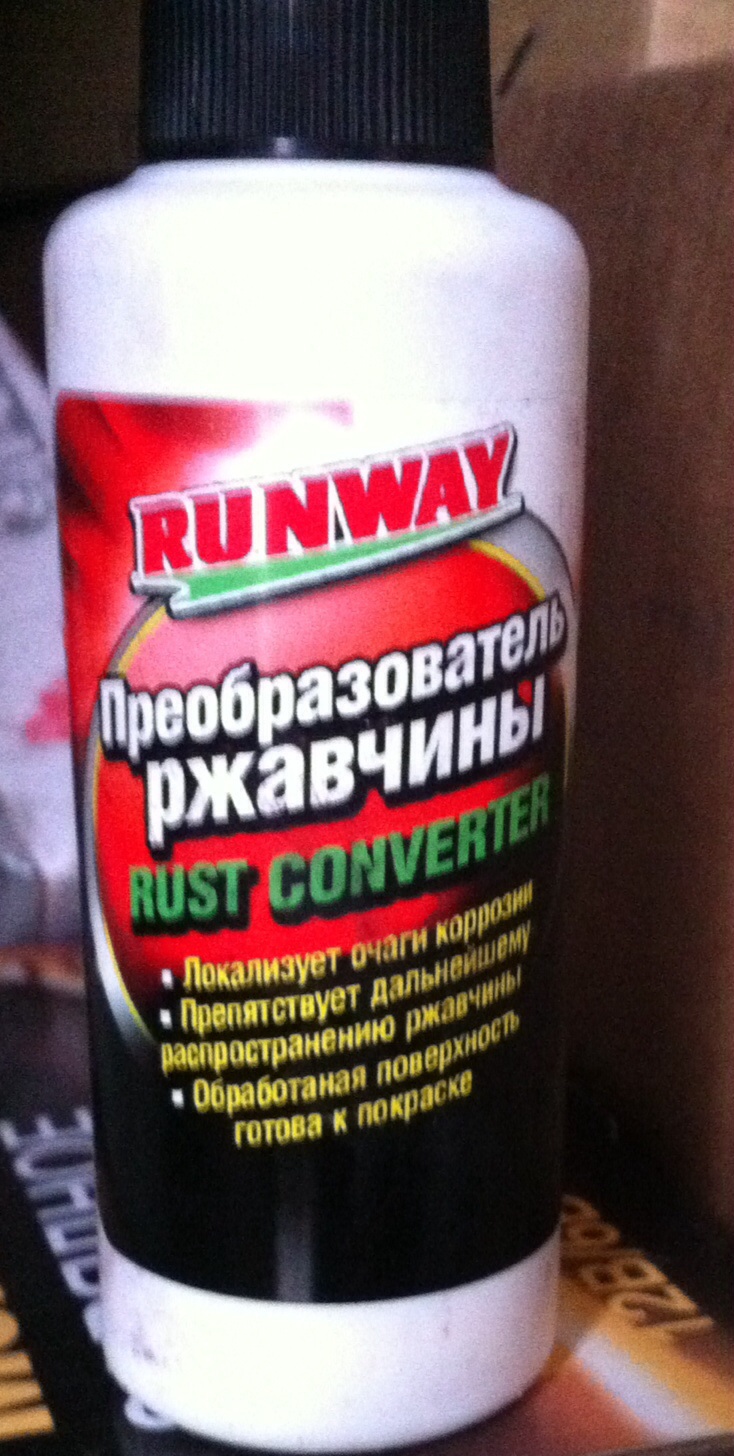 RUNWAY
Преобразователь
ржавчины
RUST CONVERTER
▪ Локализует очаги коррозии
▪ Препятствует дальнейшему
распространению ржавчины
▪ Обработаная поверхность
готова к покраске